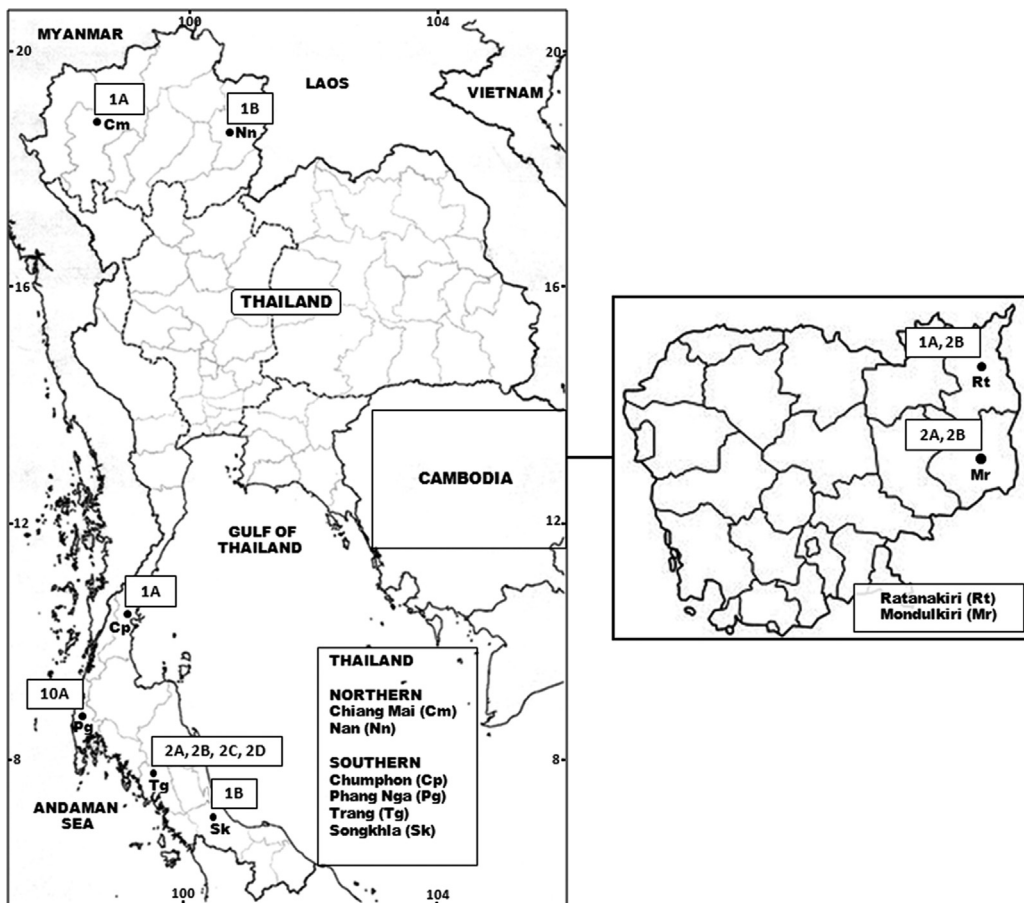 100
104
MYANMAR
20
20
LAOS
VIETNAM
1A
Cm
1B
Nn
16
16
THAILAND
CAMBODIA
12
12
GULF OF
THAILAND
1A
Cp
10A
Pg
2A, 2B, 2C, 2D
Tg
1B
Sk
8
8
ANDAMAN
SEA
THAILAND
NORTHERN
Chiang Mai (Cm)
Nan (Nn)
SOUTHERN
Chumphon (Cp)
Phang Nga (Pg)
Trang (Tg)
Songkhla (Sk)
100
104
1A, 2B
Rt
2A, 2B
Mr
Ratanakiri (Rt)
Mondulkiri (Mr)